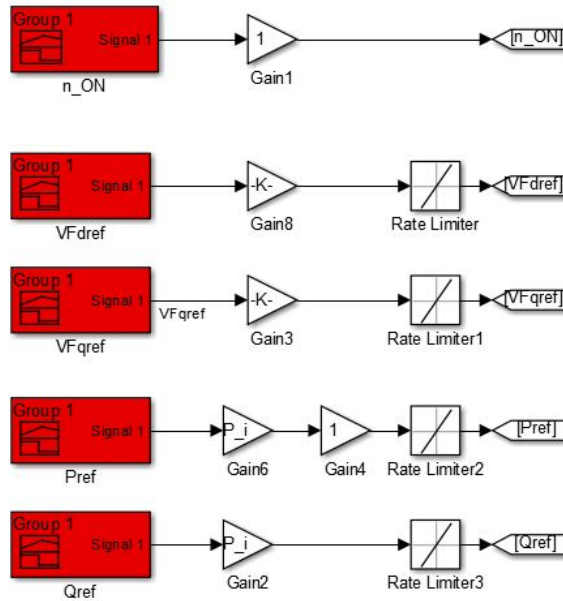 Group 1
Signal 1
1
[n_ON]
n_ON
Gain1
Group 1
Signal 1
-K-
[VFdref]
VFdref
Gain8
Rate Limiter
Group 1
Signal 1
VFqref
-K-
[VFqref]
VFqref
Gain3
Rate Limiter1
Group 1
Signal 1
P_i
1
[Pref]
Pref
Gain6
Gain4
Rate Limiter2
Group 1
Signal 1
P_i
[Qref]
Qref
Gain2
Rate Limiter3